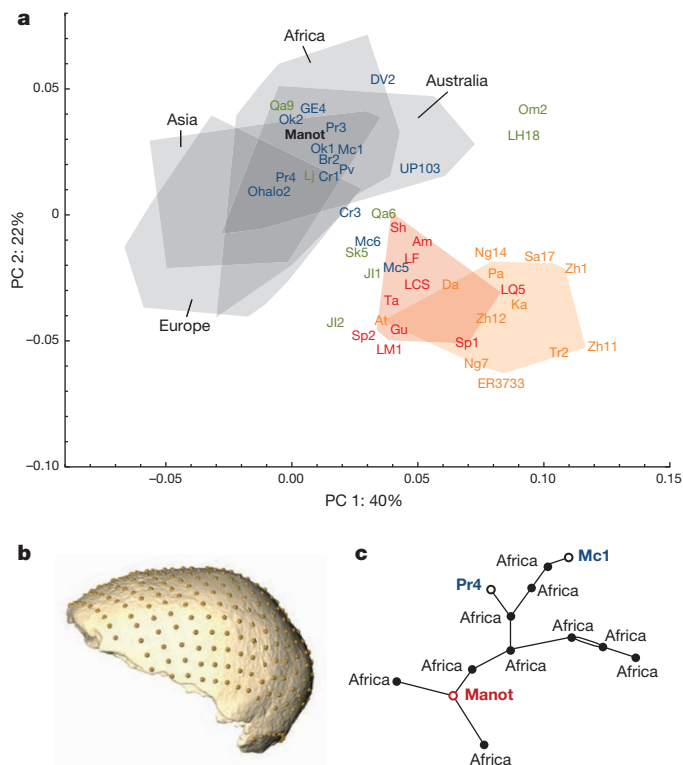 a
Africa
DV2
Australia
0.05
Qa9
GE4
Om2
Ok2
Pr3
LH18
Asia
Manot
Ok1 Mc1
Br2
Pv
UP103
Pr4 Lj Cr1
Ohalo2
0
Cr3 Qa6
Sh
Mc6 Am
Ng14 Sa17 Zh1
Sk5 LF
Mc5
JI1 Pa
LCS Da LQ5
Ta Ka
Europe
Zh12
JI2 At
Gu
–0.05
Sp2 Sp1
LM1 Tr2 Zh11
Ng7
ER3733
–0.10
–0.05 0.00 0.05 0.10 0.15
PC 1: 40%
PC 2: 22%
b
c
Mc1
Africa
Pr4
Africa
Africa
Africa
Africa
Africa
Africa
Africa
Africa
Manot
Africa